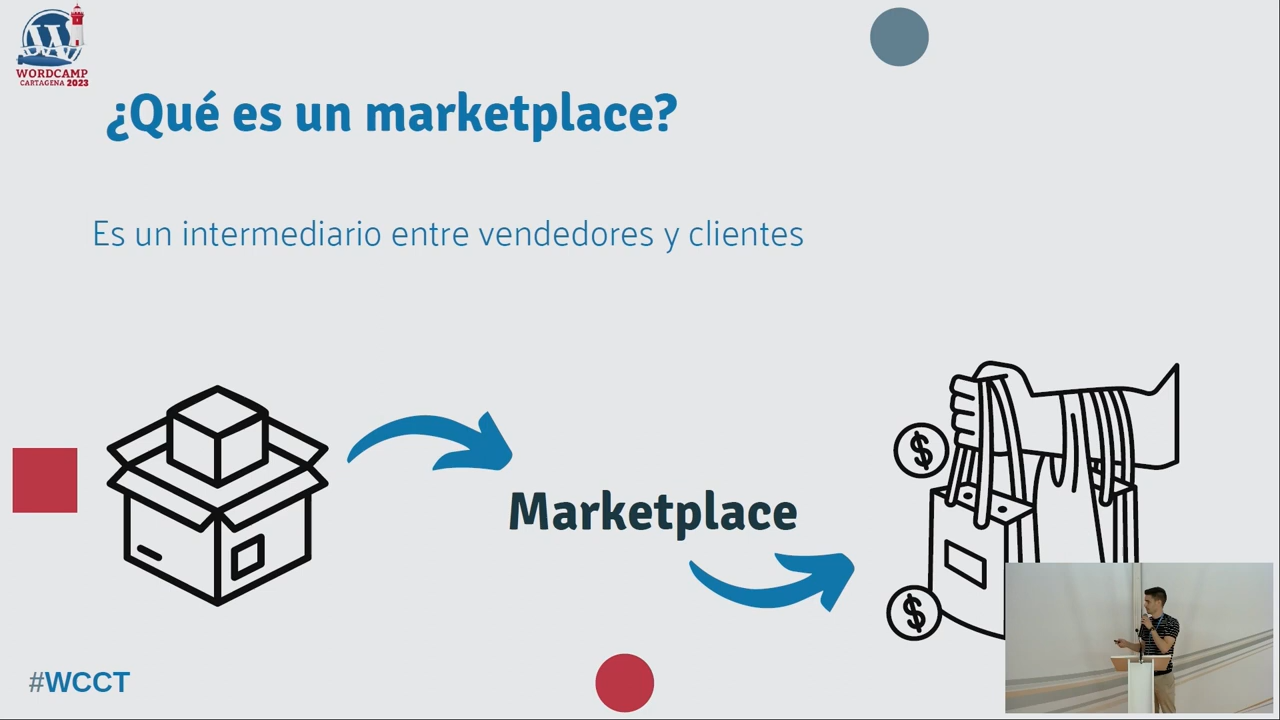 WORDCAMP
CARTAGENA 2023
¿Qué es un marketplace?
Es un intermediario entre vendedores y clientes
$
Marketplace
$
#WCCT